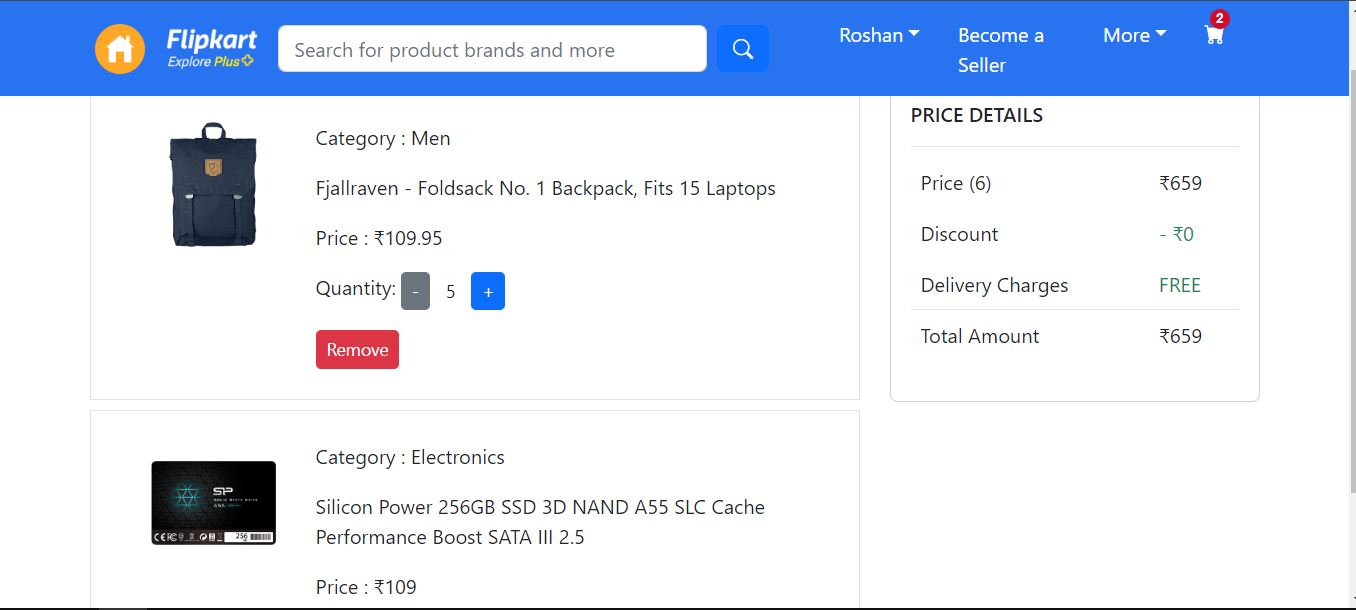 Flipkart
Explore Plus
Search for product brands and more
Roshan
Become a
Seller
More
2
Category : Men
Fjallraven - Foldsack No. 1 Backpack, Fits 15 Laptops
Price : ₹109.95
Quantity: - 5 +
Remove
PRICE DETAILS
Price (6) ₹659
Discount - ₹0
Delivery Charges FREE
Total Amount ₹659
SP
A55
256
Category : Electronics
Silicon Power 256GB SSD 3D NAND A55 SLC Cache
Performance Boost SATA III 2.5
Price : ₹109